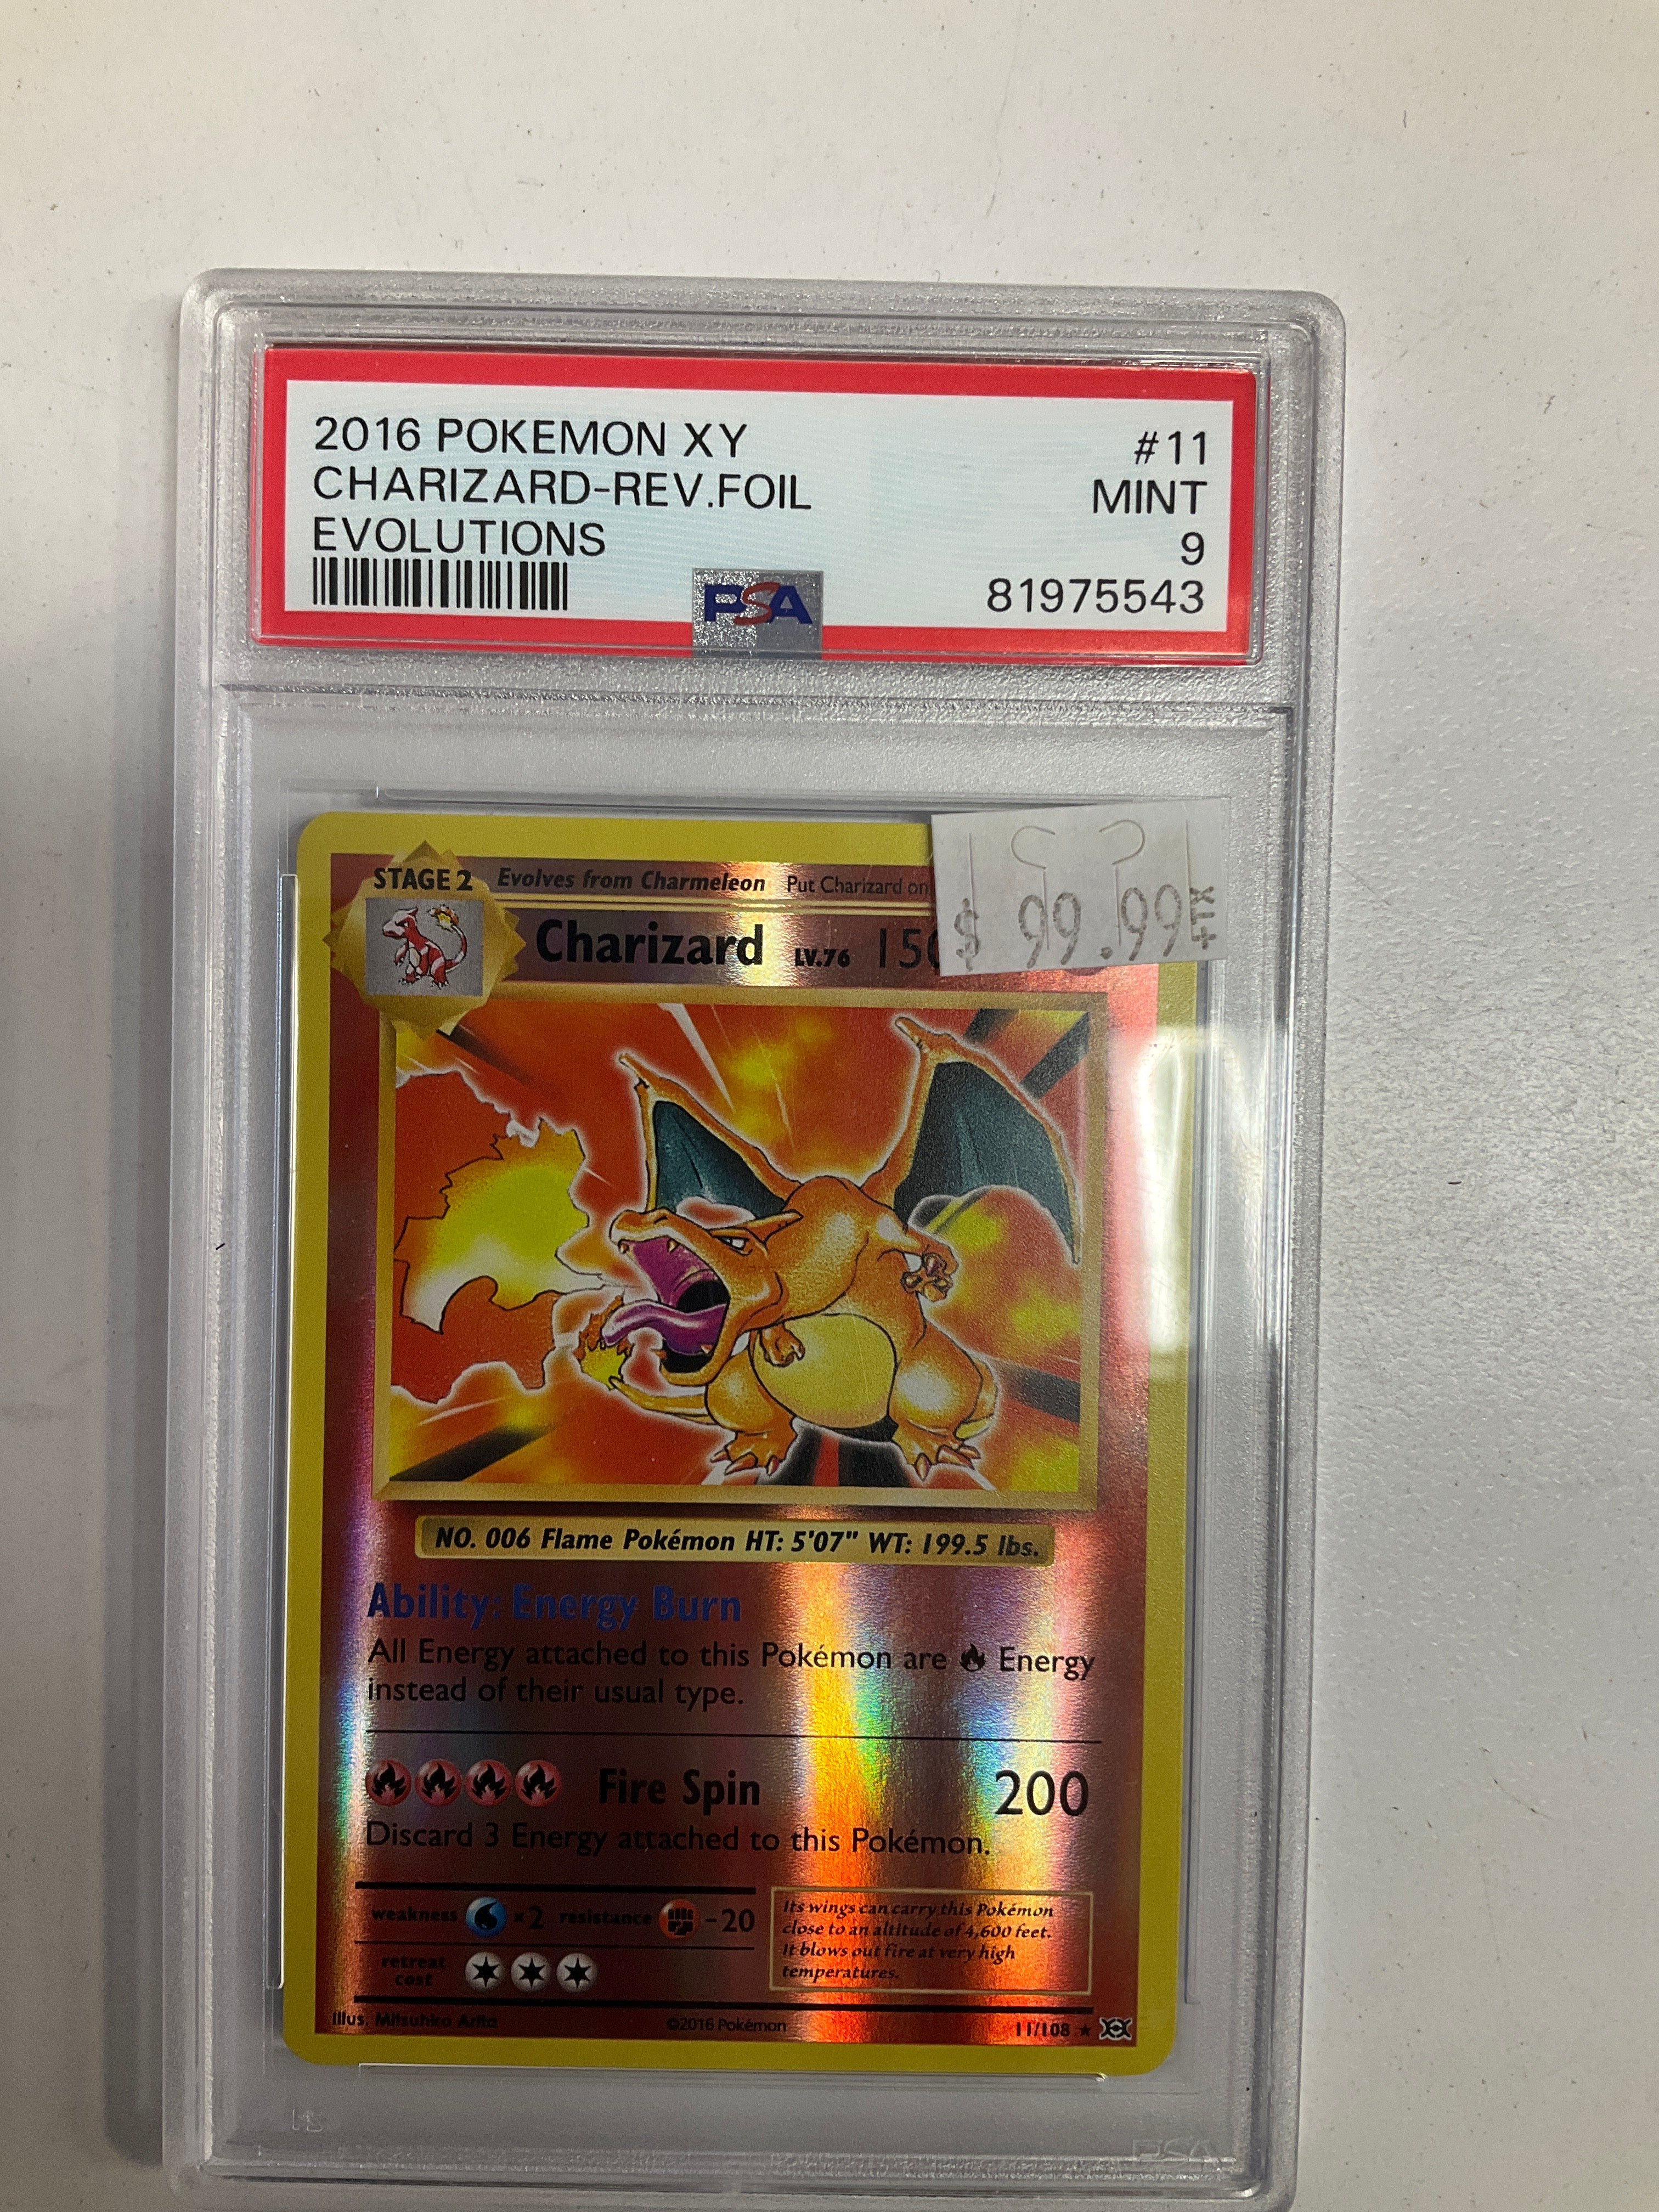 2016 POKEMON XY #11
CHARIZARD-REV.FOIL MINT
EVOLUTIONS 9
PSA 81975543
STAGE 2 Evolves from Charmeleon Put Charizard on
Charizard LV.76 150
$ 99.99 +TX
NO. 006 Flame Pokémon HT: 5'07" WT: 199.5 lbs.
Ability: Energy Burn
All Energy attached to this Pokémon are Energy
instead of their usual type.
Fire Spin 200
Discard 3 Energy attached to this Pokémon.
weakness ×2 resistance -20
retreat
cost
Its wings can carry this Pokémon
close to an altitude of 4,600 feet.
It blows out fire at very high
temperatures.
Illus. Mitsuhiro Arita ©2016 Pokémon 11/108
PSA